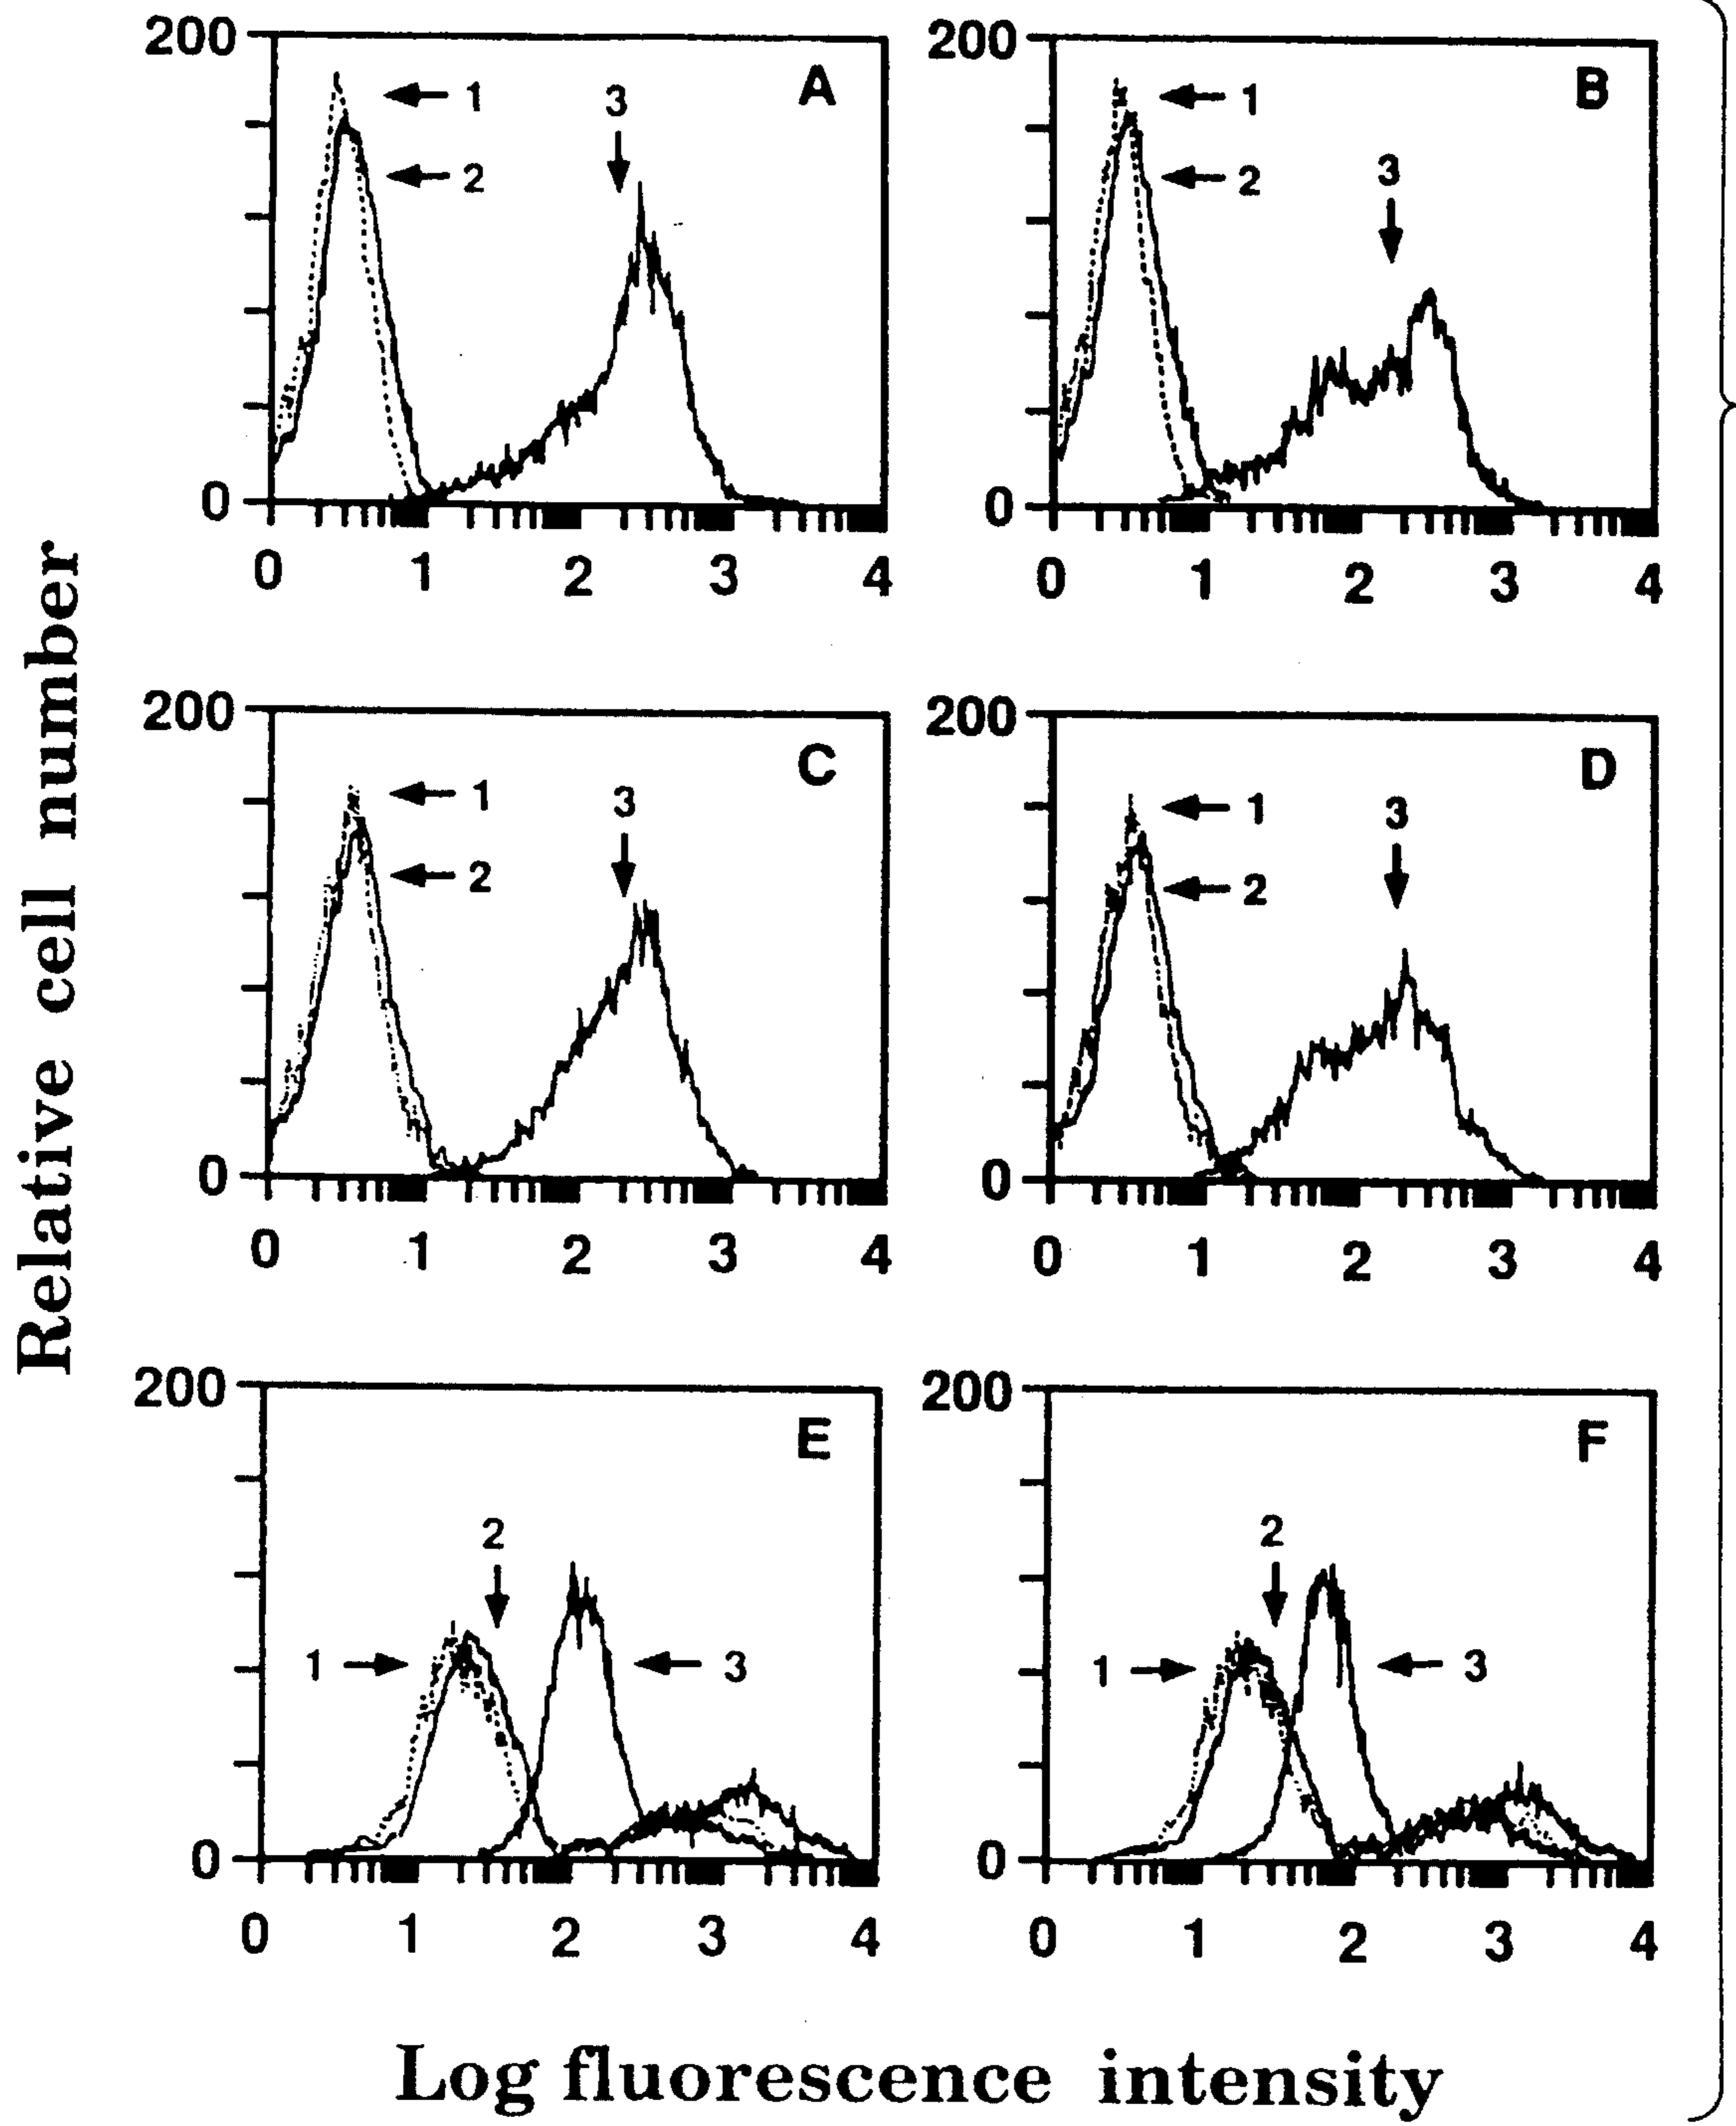 Relative cell number
200 200
A B
1 3 1
2 3 2
0 0
0 1 2 3 4 0 1 2 3 4
200 200
C D
1 3 1 3
2 2
0 0
0 1 2 3 4 0 1 2 3 4
200 200
E F
2 2
1 3 1 3
0 0
0 1 2 3 4 0 1 2 3 4
Log fluorescence intensity